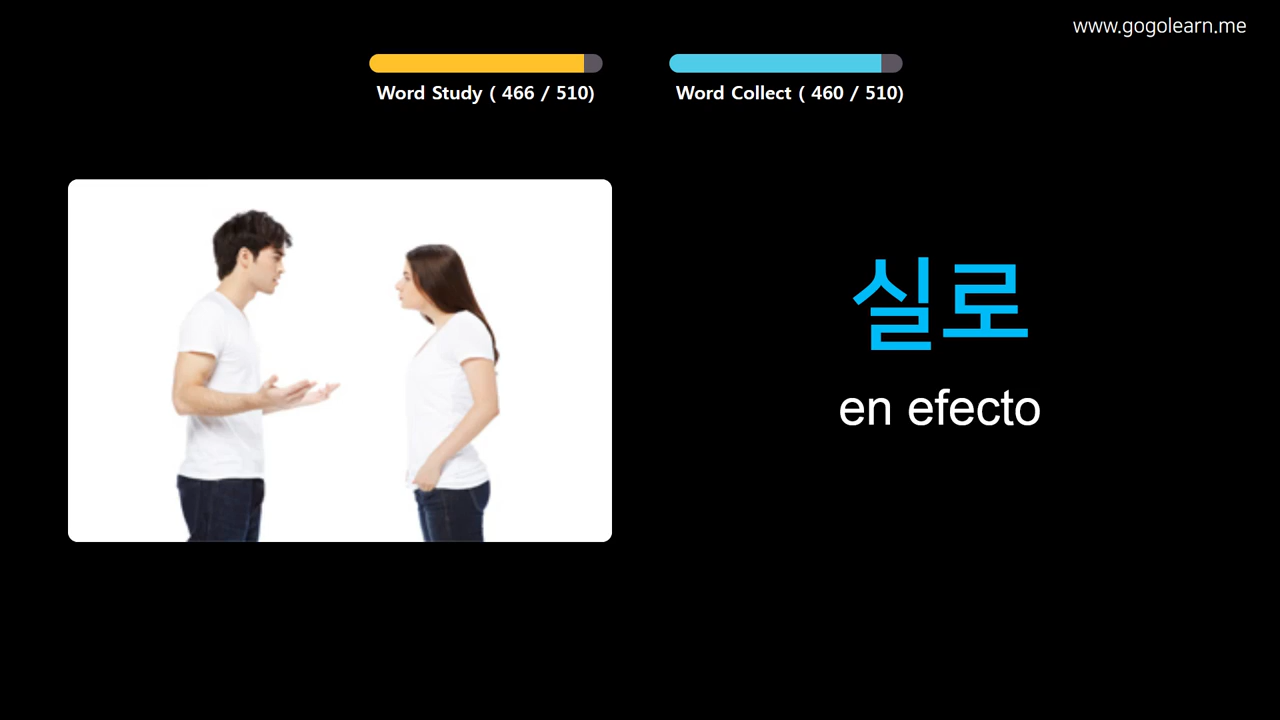 www.gogolearn.me
Word Study ( 466 / 510)
Word Collect ( 460 / 510)
실로
en efecto